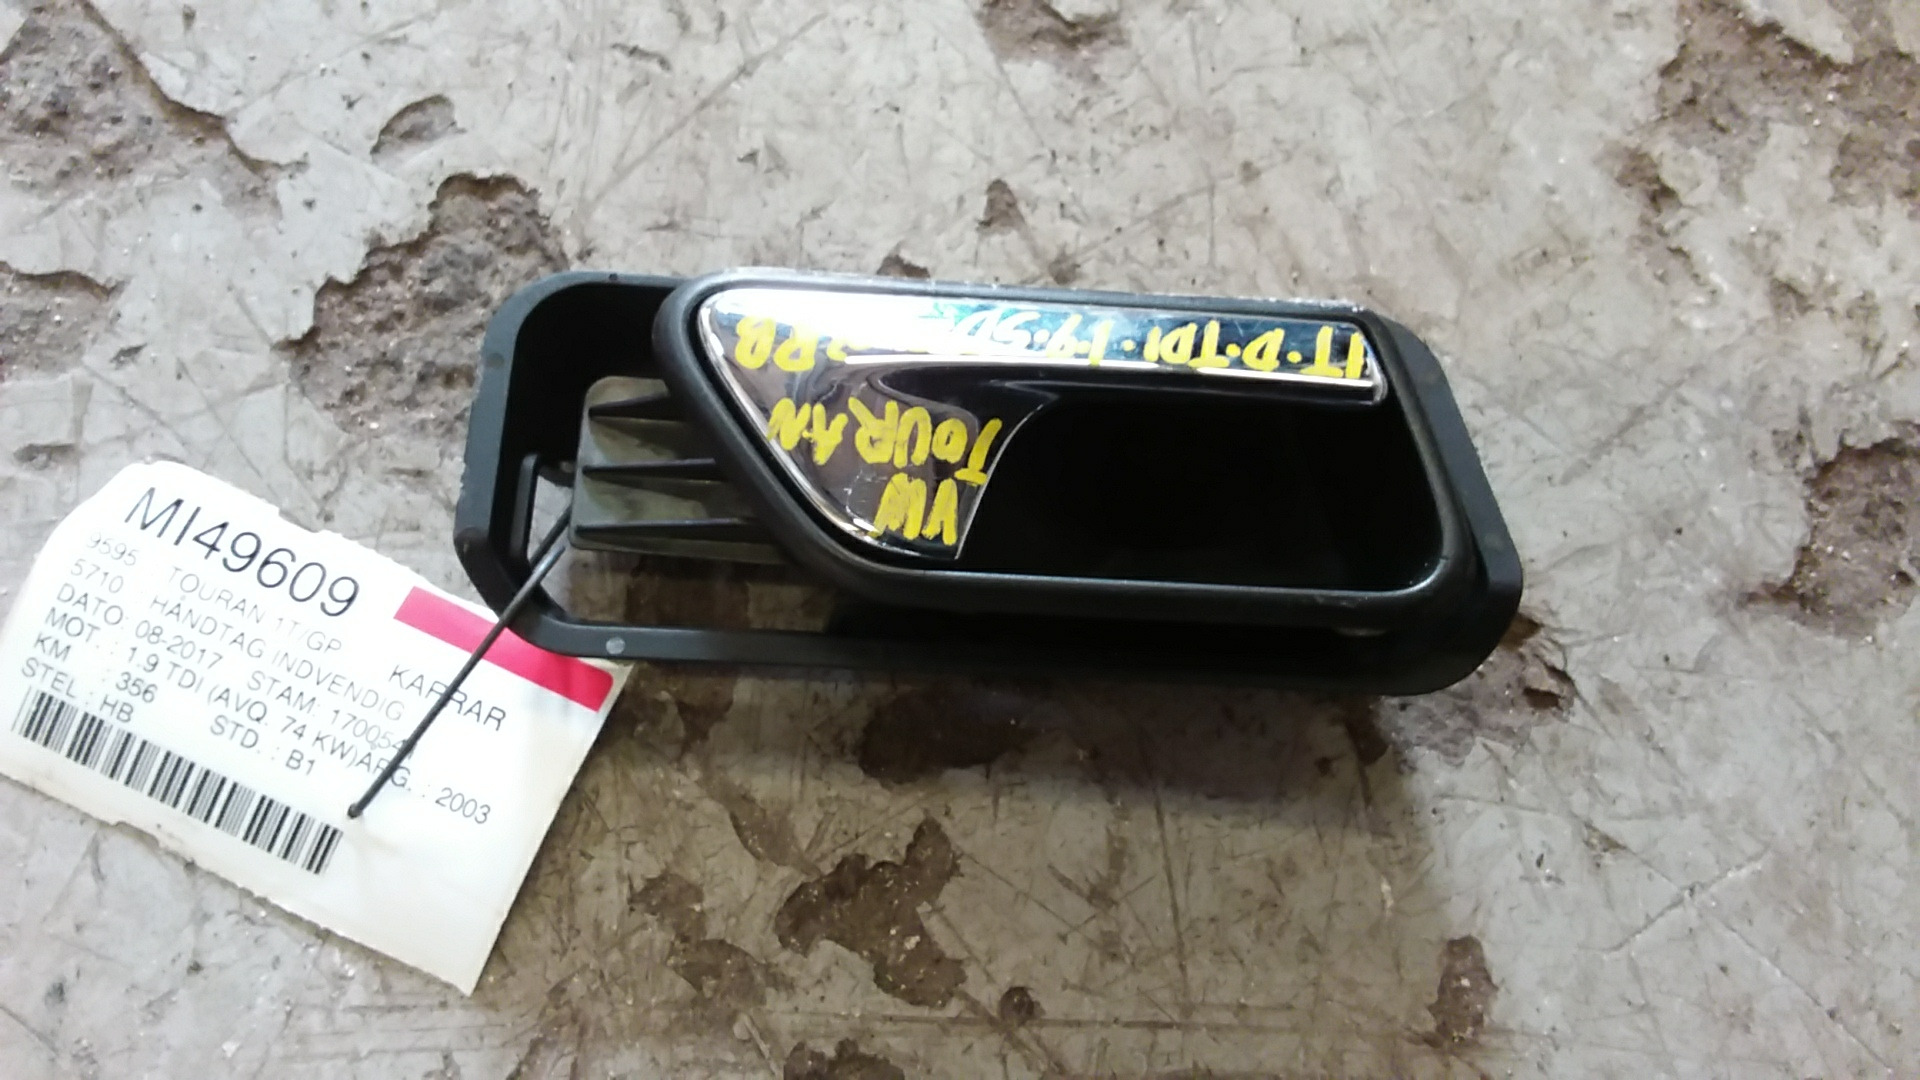 MI49609
9595 : TOURAN 1T/GP KARRAR
5710 : HÅNDTAG INDVENDIG
DATO: 08-2017 STAM: 170054
MOT. : 1.9 TDI (AVQ. 74 KW) ÅRG. : 2003
KM : 356
STEL : HB STD. : B1
VW
TOURAN
1T·D·TDI·1·9·5D RB